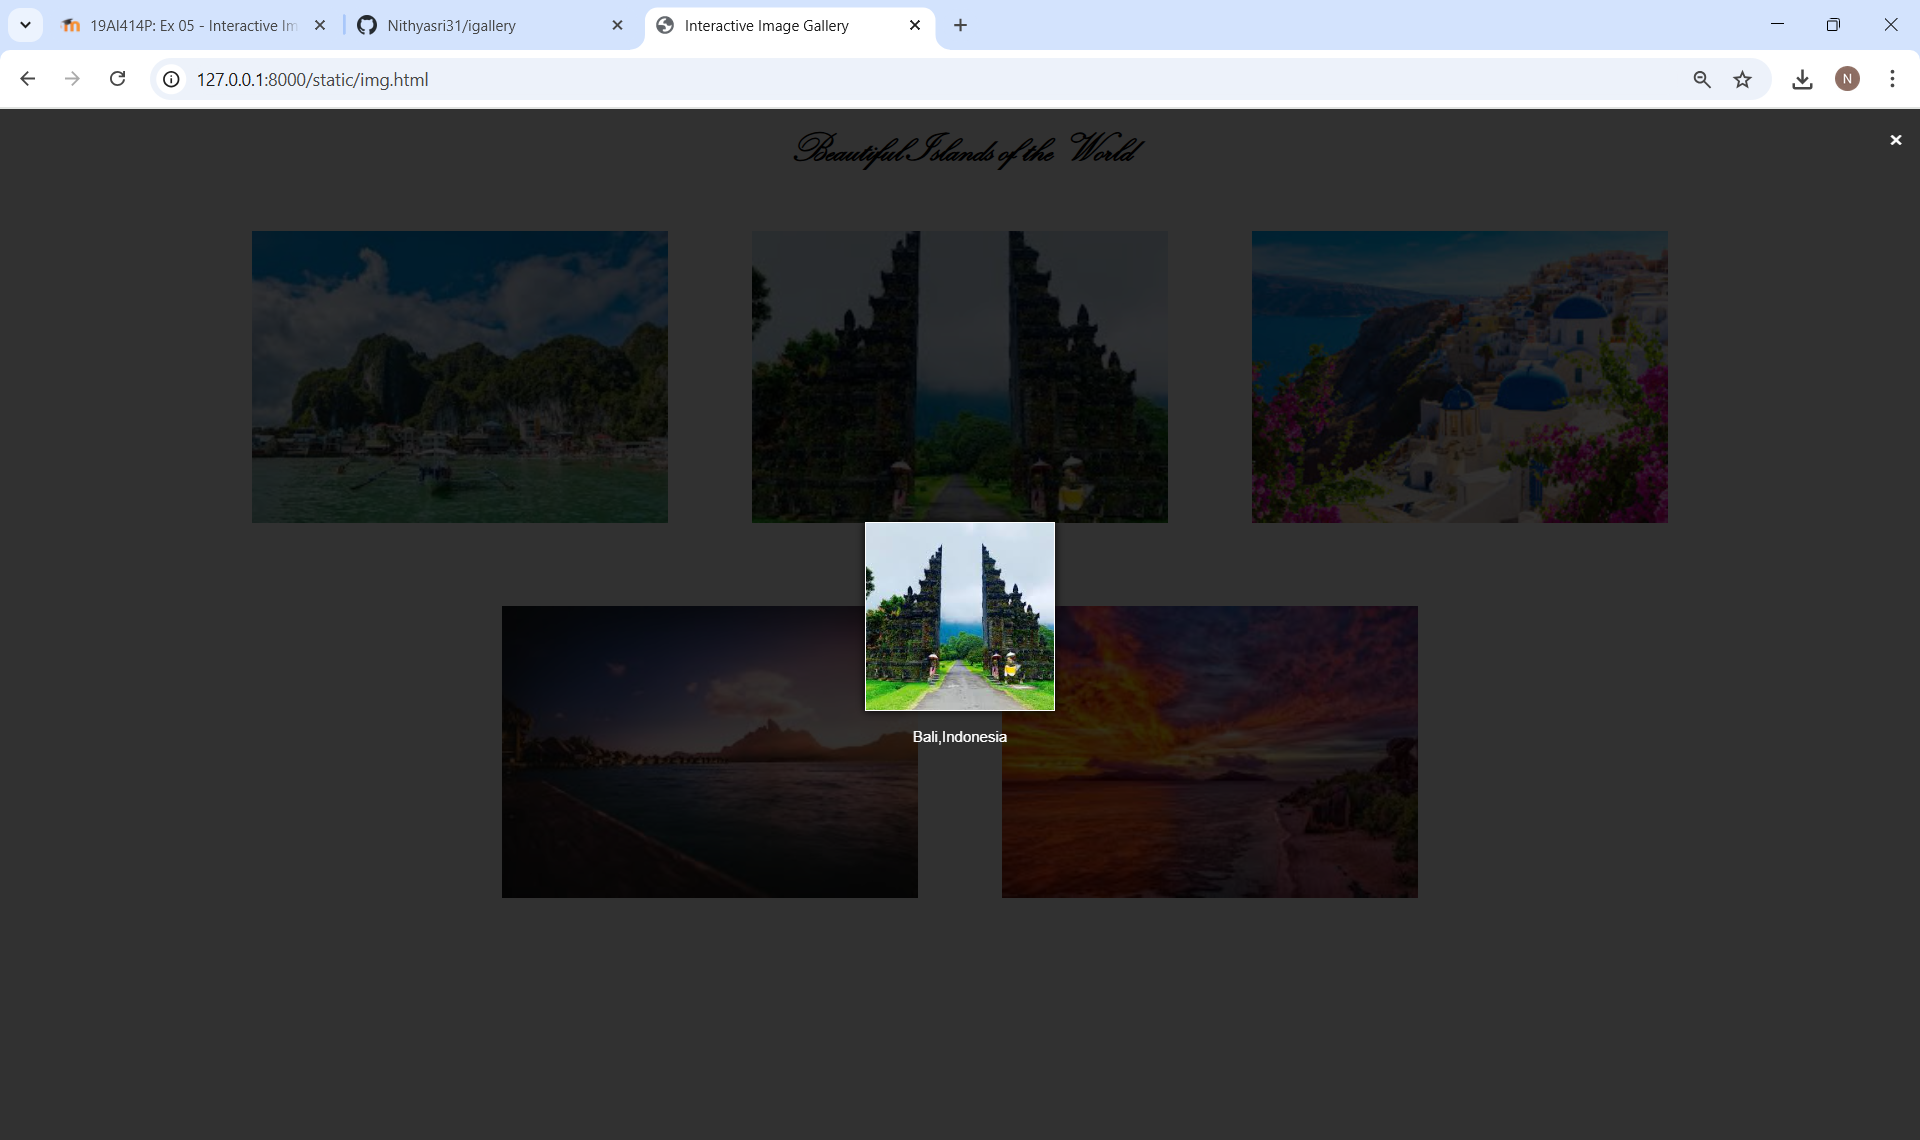 19AI414P: Ex 05 - Interactive Im
Nithyasri31/igallery
Interactive Image Gallery
127.0.0.1:8000/static/img.html
N
Beautiful Islands of the World
Bali,Indonesia